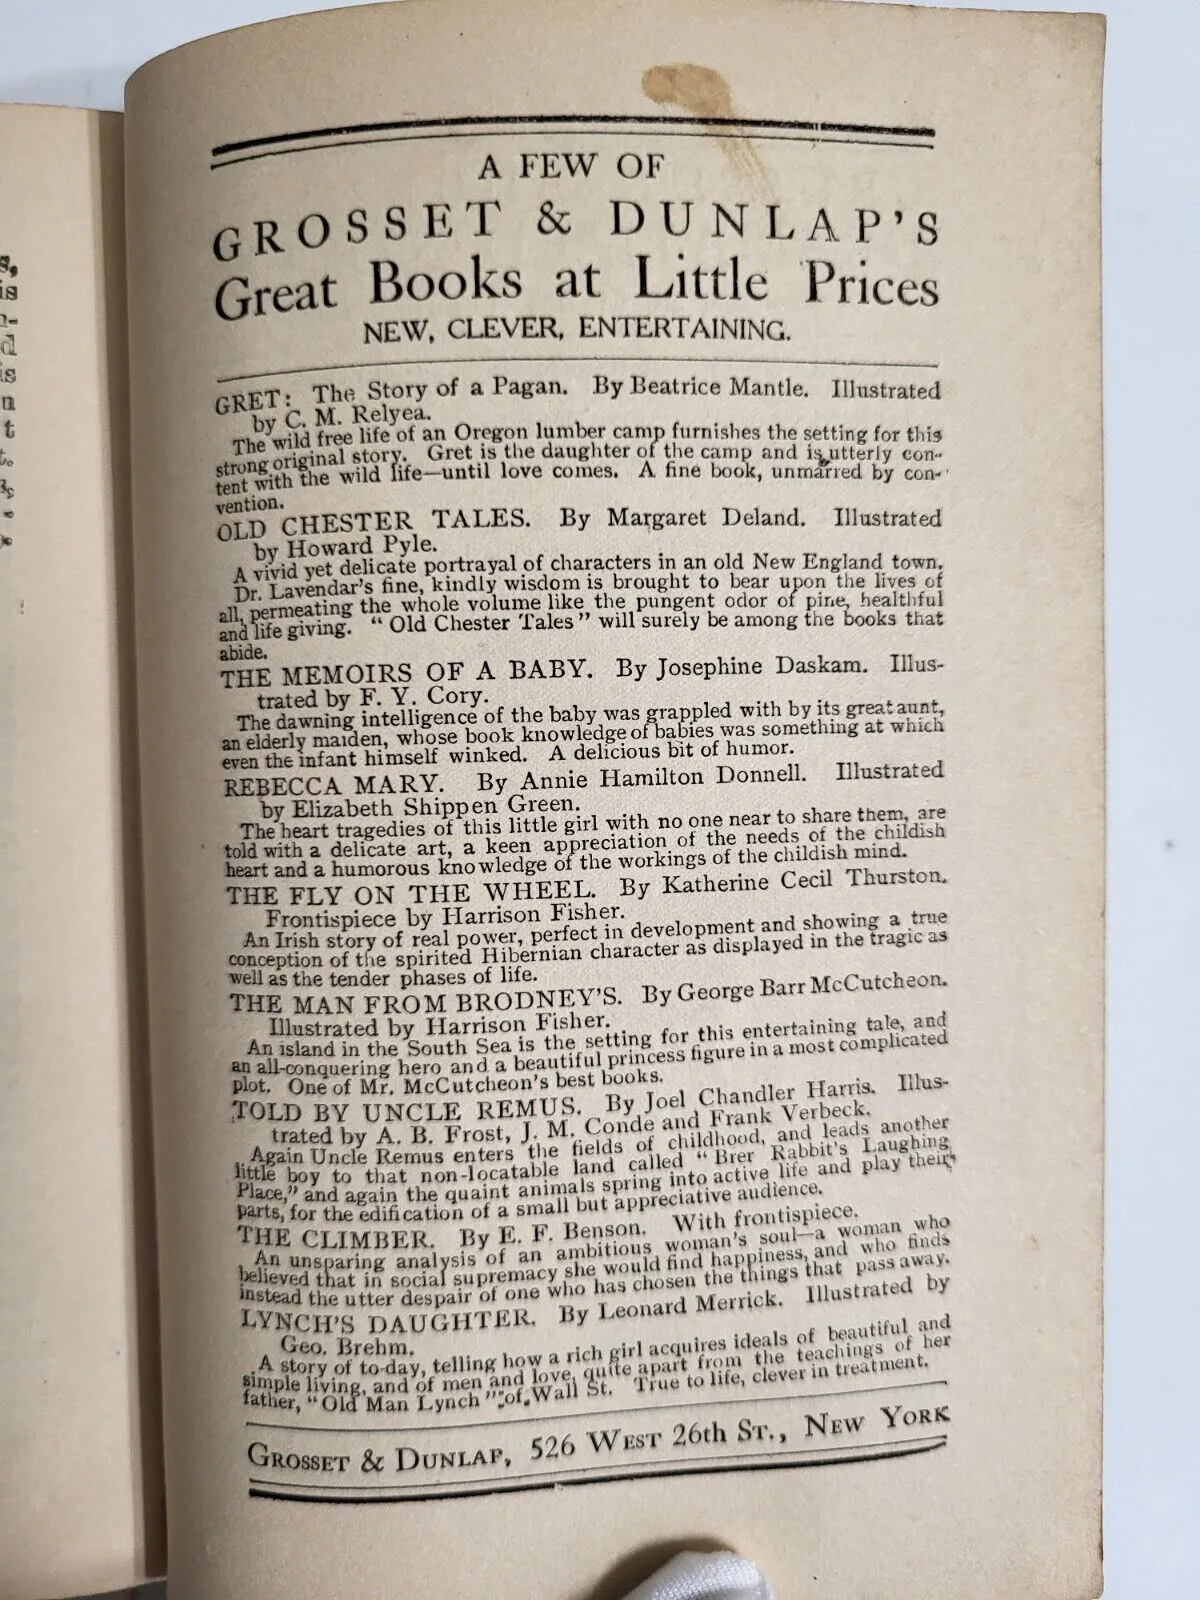 s,
is
n-
d
is
n
t
t.
s,
A FEW OF
GROSSET & DUNLAP'S
Great Books at Little Prices
NEW, CLEVER, ENTERTAINING.
GRET: The Story of a Pagan. By Beatrice Mantle. Illustrated
by C. M. Relyea.
The wild free life of an Oregon lumber camp furnishes the setting for this
strong original story. Gret is the daughter of the camp and is utterly con-
tent with the wild life—until love comes. A fine book, unmarred by con-
vention.
OLD CHESTER TALES. By Margaret Deland. Illustrated
by Howard Pyle.
A vivid yet delicate portrayal of characters in an old New England town.
Dr. Lavendar's fine, kindly wisdom is brought to bear upon the lives of
all, permeating the whole volume like the pungent odor of pine, healthful
and life giving. "Old Chester Tales" will surely be among the books that
abide.
THE MEMOIRS OF A BABY. By Josephine Daskam. Illus-
trated by F. Y. Cory.
The dawning intelligence of the baby was grappled with by its great aunt,
an elderly maiden, whose book knowledge of babies was something at which
even the infant himself winked. A delicious bit of humor.
REBECCA MARY. By Annie Hamilton Donnell. Illustrated
by Elizabeth Shippen Green.
The heart tragedies of this little girl with no one near to share them, are
told with a delicate art, a keen appreciation of the needs of the childish
heart and a humorous knowledge of the workings of the childish mind.
THE FLY ON THE WHEEL. By Katherine Cecil Thurston.
Frontispiece by Harrison Fisher.
An Irish story of real power, perfect in development and showing a true
conception of the spirited Hibernian character as displayed in the tragic as
well as the tender phases of life.
THE MAN FROM BRODNEY'S. By George Barr McCutcheon.
Illustrated by Harrison Fisher.
An island in the South Sea is the setting for this entertaining tale, and
an all-conquering hero and a beautiful princess figure in a most complicated
plot. One of Mr. McCutcheon's best books.
TOLD BY UNCLE REMUS. By Joel Chandler Harris. Illus-
trated by A. B. Frost, J. M. Conde and Frank Verbeck.
Again Uncle Remus enters the fields of childhood, and leads another
little boy to that non-locatable land called "Brer Rabbit's Laughing
Place," and again the quaint animals spring into active life and play their
parts, for the edification of a small but appreciative audience.
THE CLIMBER. By E. F. Benson. With frontispiece.
An unsparing analysis of an ambitious woman's soul—a woman who
believed that in social supremacy she would find happiness, and who finds
instead the utter despair of one who has chosen the things that pass away.
LYNCH'S DAUGHTER. By Leonard Merrick. Illustrated by
Geo. Brehm.
A story of to-day, telling how a rich girl acquires ideals of beautiful and
simple living, and of men and love, quite apart from the teachings of her
father, "Old Man Lynch" of Wall St. True to life, clever in treatment.
GROSSET & DUNLAP, 526 WEST 26th ST., NEW YORK